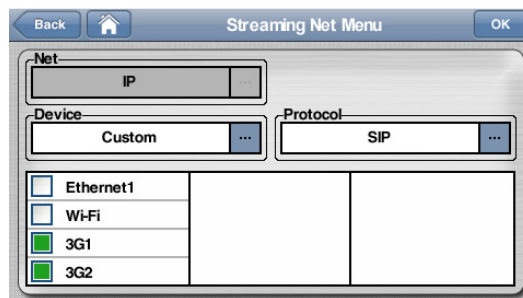 Back
Streaming Net Menu
OK
Net
IP
...
Device
Custom
...
Protocol
SIP
...
Ethernet1
Wi-Fi
3G1
3G2